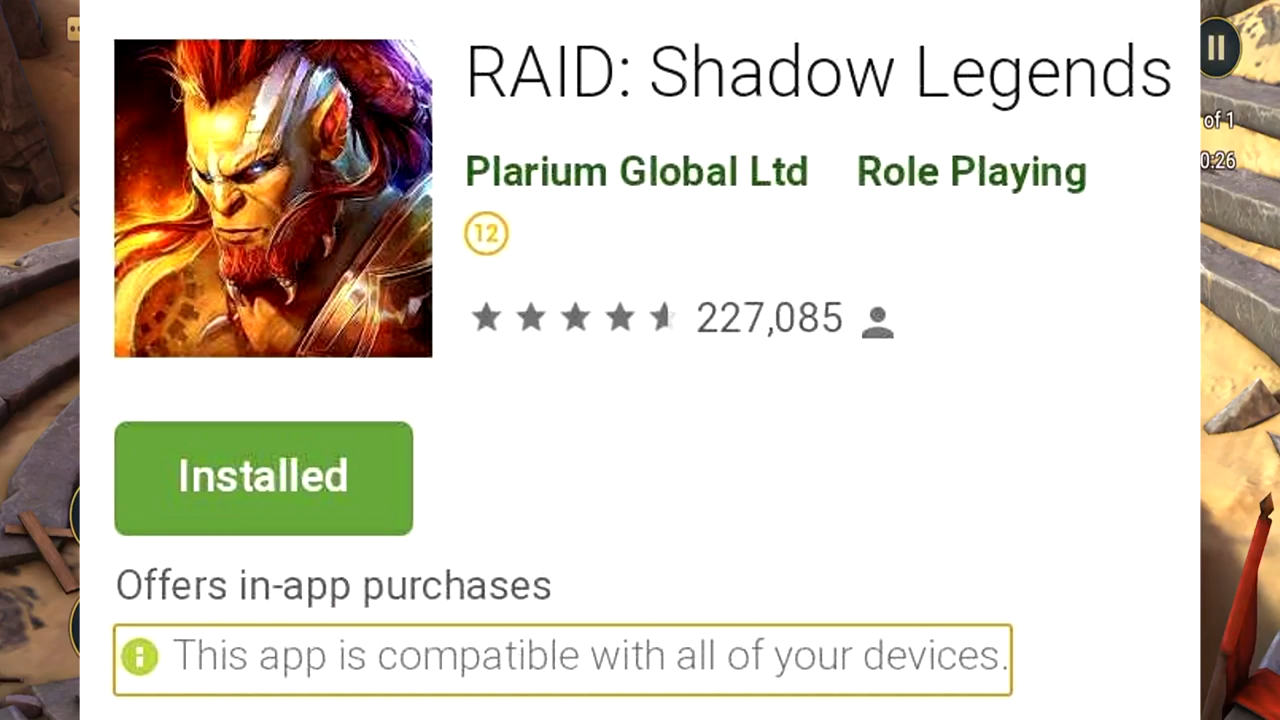 RAID: Shadow Legends
Plarium Global Ltd Role Playing
12
227,085
Installed
Offers in-app purchases
This app is compatible with all of your devices.
of 1
0:26